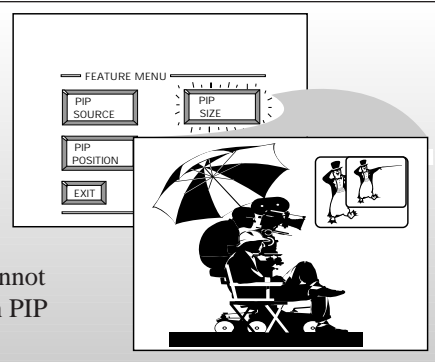 FEATURE MENU
PIP
SOURCE
PIP
SIZE
PIP
POSITION
EXIT
nnot
PIP